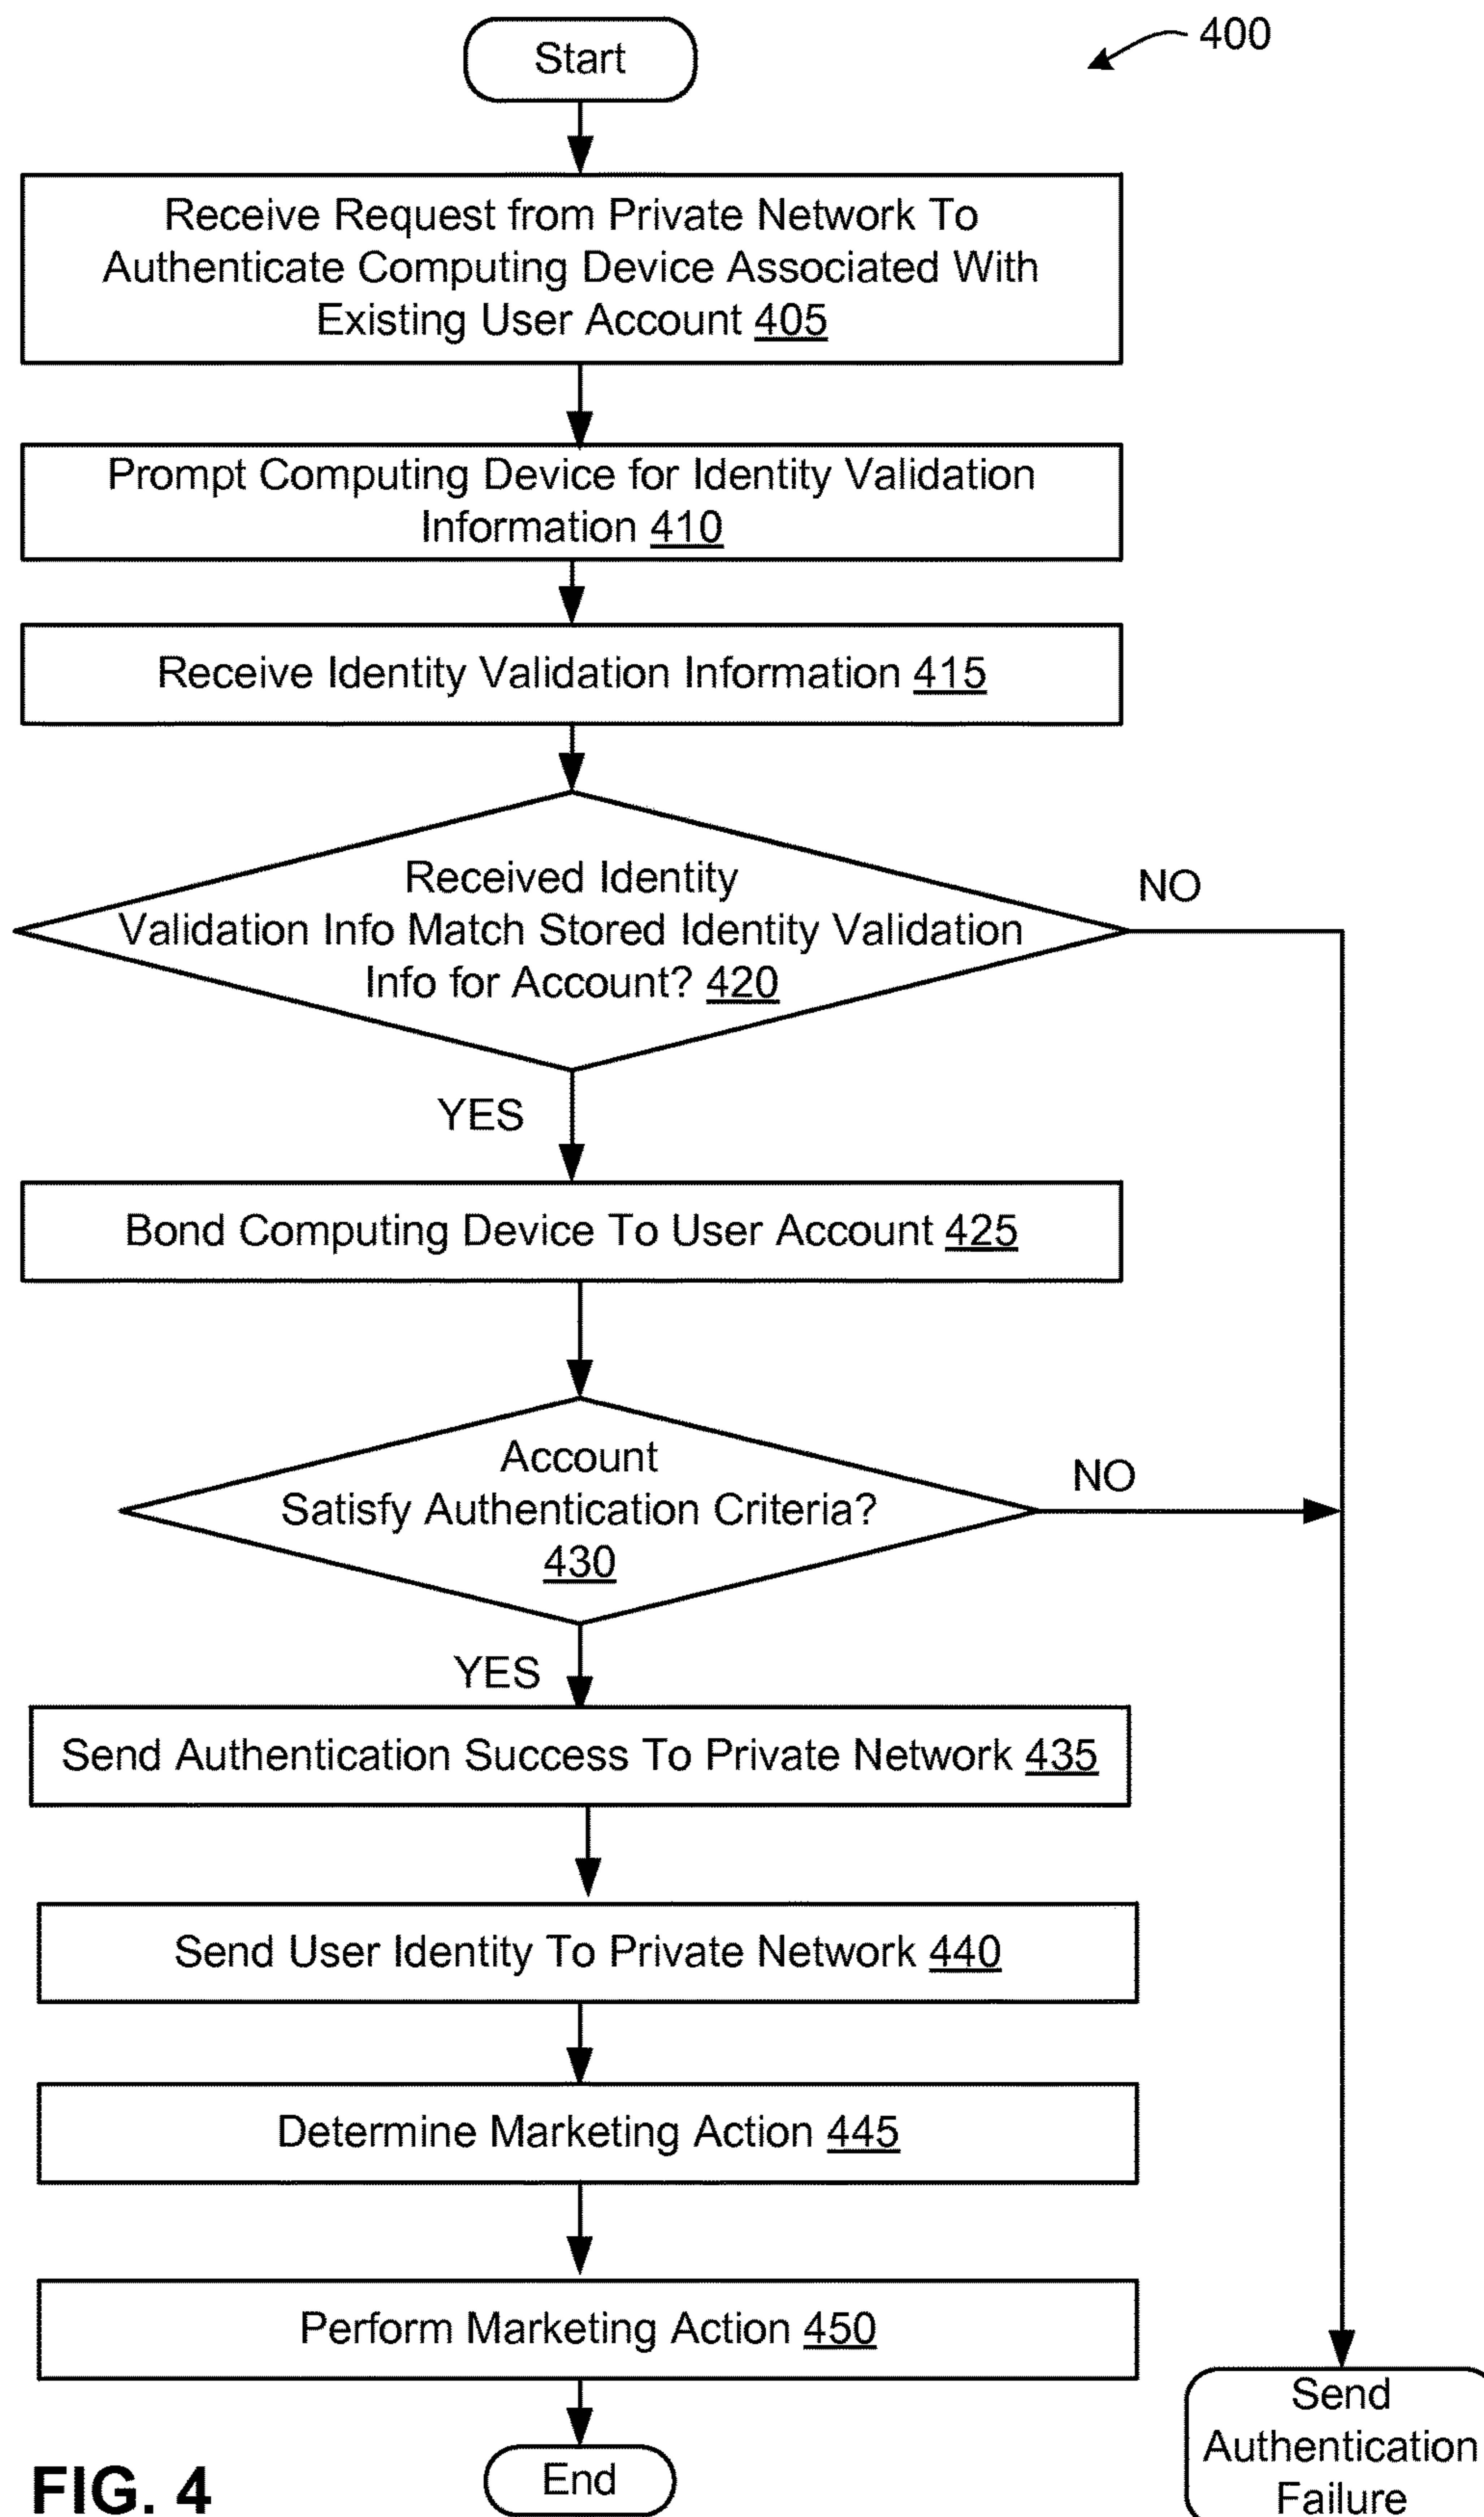 Start
400
Receive Request from Private Network To
Authenticate Computing Device Associated With
Existing User Account 405
Prompt Computing Device for Identity Validation
Information 410
Receive Identity Validation Information 415
Received Identity
Validation Info Match Stored Identity Validation
Info for Account? 420
NO
YES
Bond Computing Device To User Account 425
Account
Satisfy Authentication Criteria?
430
NO
YES
Send Authentication Success To Private Network 435
Send User Identity To Private Network 440
Determine Marketing Action 445
Perform Marketing Action 450
End
Send
Authentication
Failure
FIG. 4